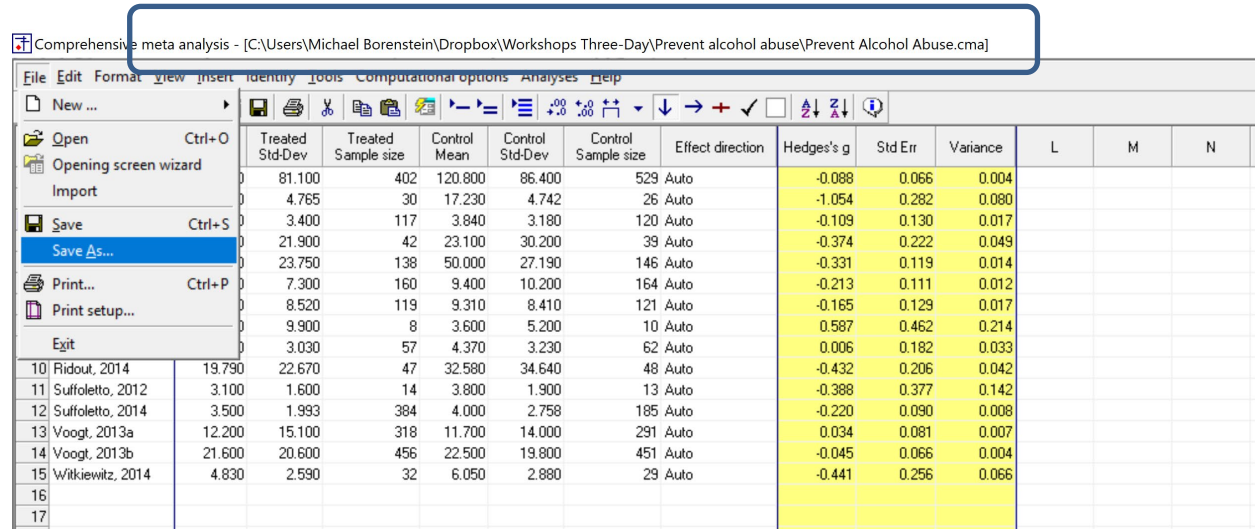 Comprehensive meta analysis - [C:\Users\Michael Borenstein\Dropbox\Workshops Three-Day\Prevent alcohol abuse\Prevent Alcohol Abuse.cma]
File Edit Format View Insert Identify Tools Computational options Analyses Help
New ...
Open Ctrl+O
Opening screen wizard
Import
Save Ctrl+S
Save As...
Print... Ctrl+P
Print setup...
Exit
Treated Std-Dev Treated Sample size Control Mean Control Std-Dev Control Sample size Effect direction Hedges's g Std Err Variance L M N
81.100 402 120.800 86.400 529 Auto -0.088 0.066 0.004
4.765 30 17.230 4.742 26 Auto -1.054 0.282 0.080
3.400 117 3.840 3.180 120 Auto -0.109 0.130 0.017
21.900 42 23.100 30.200 39 Auto -0.374 0.222 0.049
23.750 138 50.000 27.190 146 Auto -0.331 0.119 0.014
7.300 160 9.400 10.200 164 Auto -0.213 0.111 0.012
8.520 119 9.310 8.410 121 Auto -0.165 0.129 0.017
9.900 8 3.600 5.200 10 Auto 0.587 0.462 0.214
3.030 57 4.370 3.230 62 Auto 0.006 0.182 0.033
10 Ridout, 2014 19.790 22.670 47 32.580 34.640 48 Auto -0.432 0.206 0.042
11 Suffoletto, 2012 3.100 1.600 14 3.800 1.900 13 Auto -0.388 0.377 0.142
12 Suffoletto, 2014 3.500 1.993 384 4.000 2.758 185 Auto -0.220 0.090 0.008
13 Voogt, 2013a 12.200 15.100 318 11.700 14.000 291 Auto 0.034 0.081 0.007
14 Voogt, 2013b 21.600 20.600 456 22.500 19.800 451 Auto -0.045 0.066 0.004
15 Witkiewitz, 2014 4.830 2.590 32 6.050 2.880 29 Auto -0.441 0.256 0.066
16
17